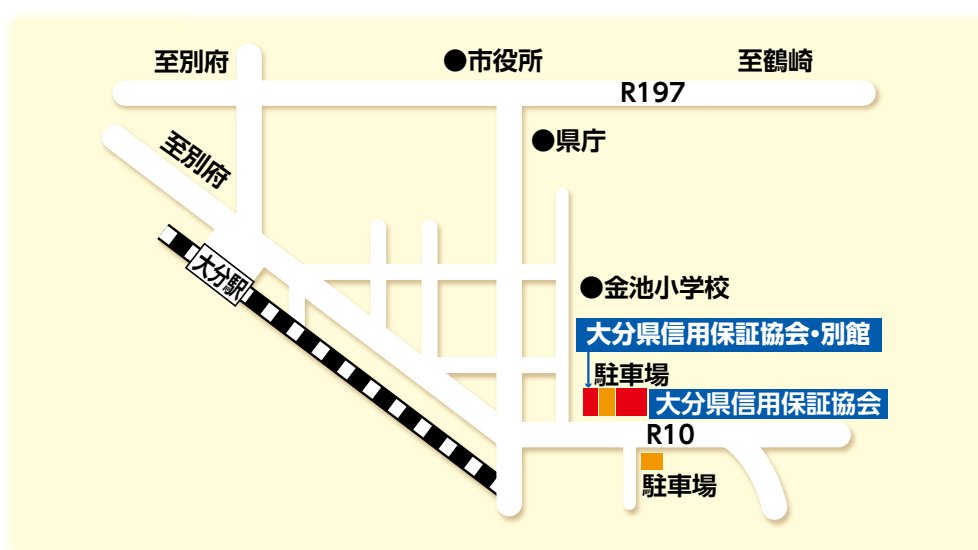 至別府
●市役所
至鶴崎
R197
●県庁
至別府
大分駅
●金池小学校
大分県信用保証協会・別館
駐車場
大分県信用保証協会
R10
駐車場